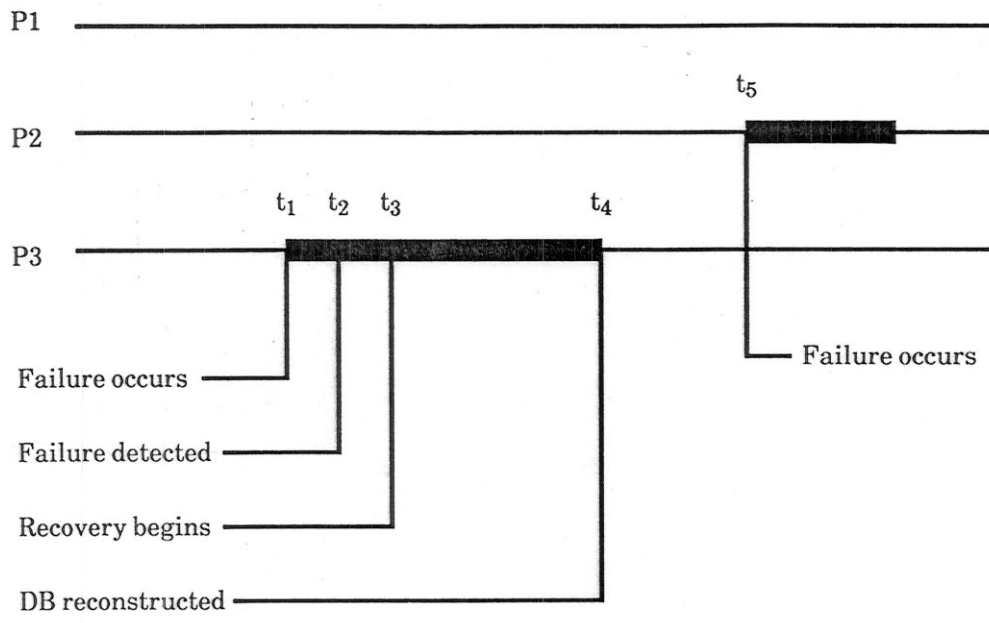 P1
t5
P2
t1 t2 t3 t4
P3
Failure occurs
Failure occurs
Failure detected
Recovery begins
DB reconstructed